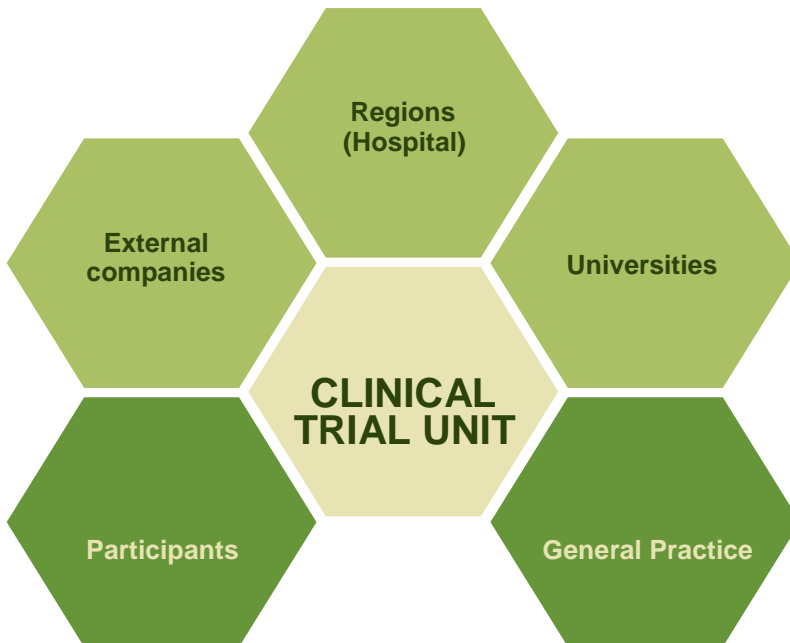 Regions
(Hospital)
External
companies
Universities
CLINICAL
TRIAL UNIT
Participants
General Practice